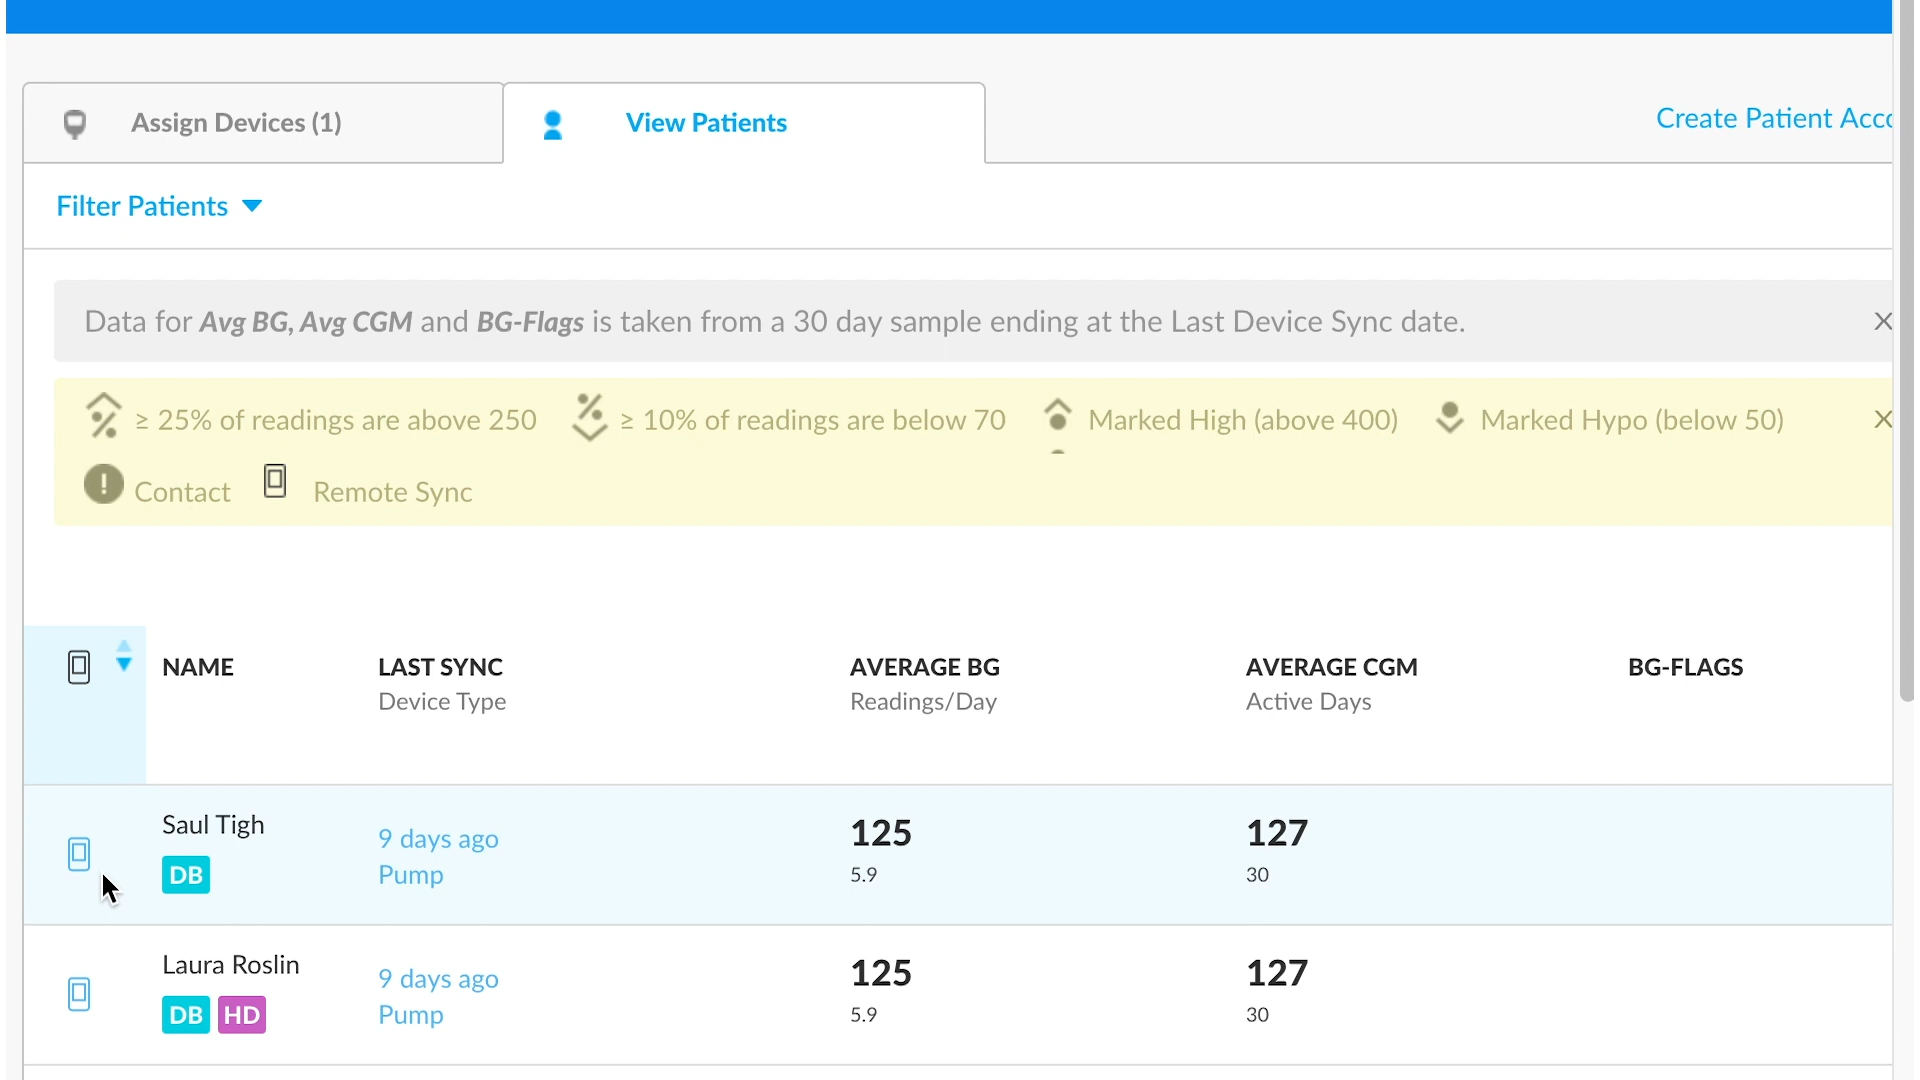 Assign Devices (1)
View Patients
Create Patient Acco
Filter Patients
Data for Avg BG, Avg CGM and BG-Flags is taken from a 30 day sample ending at the Last Device Sync date.
≥ 25% of readings are above 250
≥ 10% of readings are below 70
Marked High (above 400)
Marked Hypo (below 50)
Contact
Remote Sync
NAME
LAST SYNC
AVERAGE BG
AVERAGE CGM
BG-FLAGS
Device Type
Readings/Day
Active Days
Saul Tigh
DB
9 days ago
Pump
125
5.9
127
30
Laura Roslin
DB HD
9 days ago
Pump
125
5.9
127
30